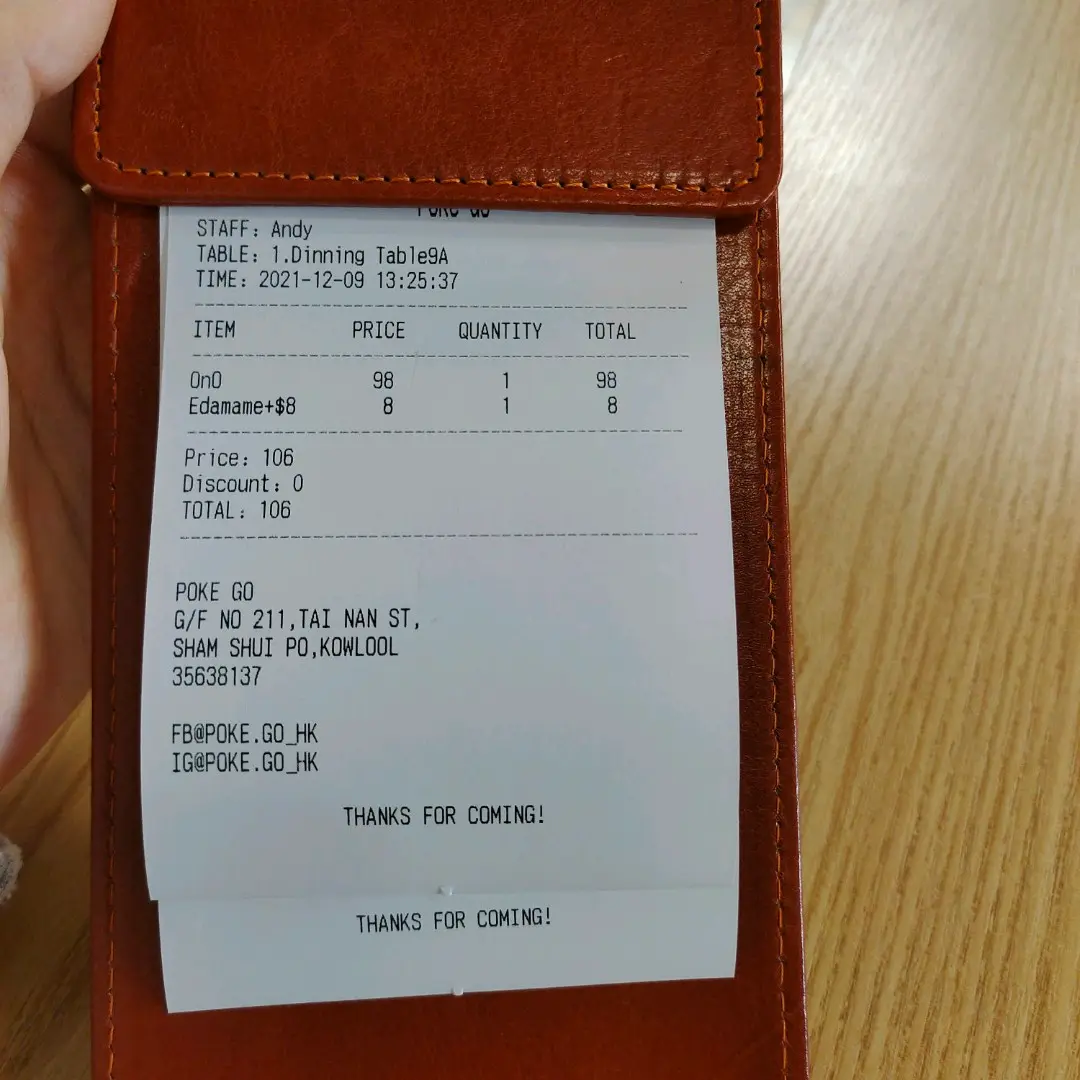 POKE GO
STAFF: Andy
TABLE: 1.Dinning Table9A
TIME: 2021-12-09 13:25:37
ITEM PRICE QUANTITY TOTAL
OnO 98 1 98
Edamame+$8 8 1 8
Price: 106
Discount: 0
TOTAL: 106
POKE GO
G/F NO 211,TAI NAN ST,
SHAM SHUI PO,KOWLOOL
35638137
FB@POKE.GO_HK
IG@POKE.GO_HK
THANKS FOR COMING!
THANKS FOR COMING!